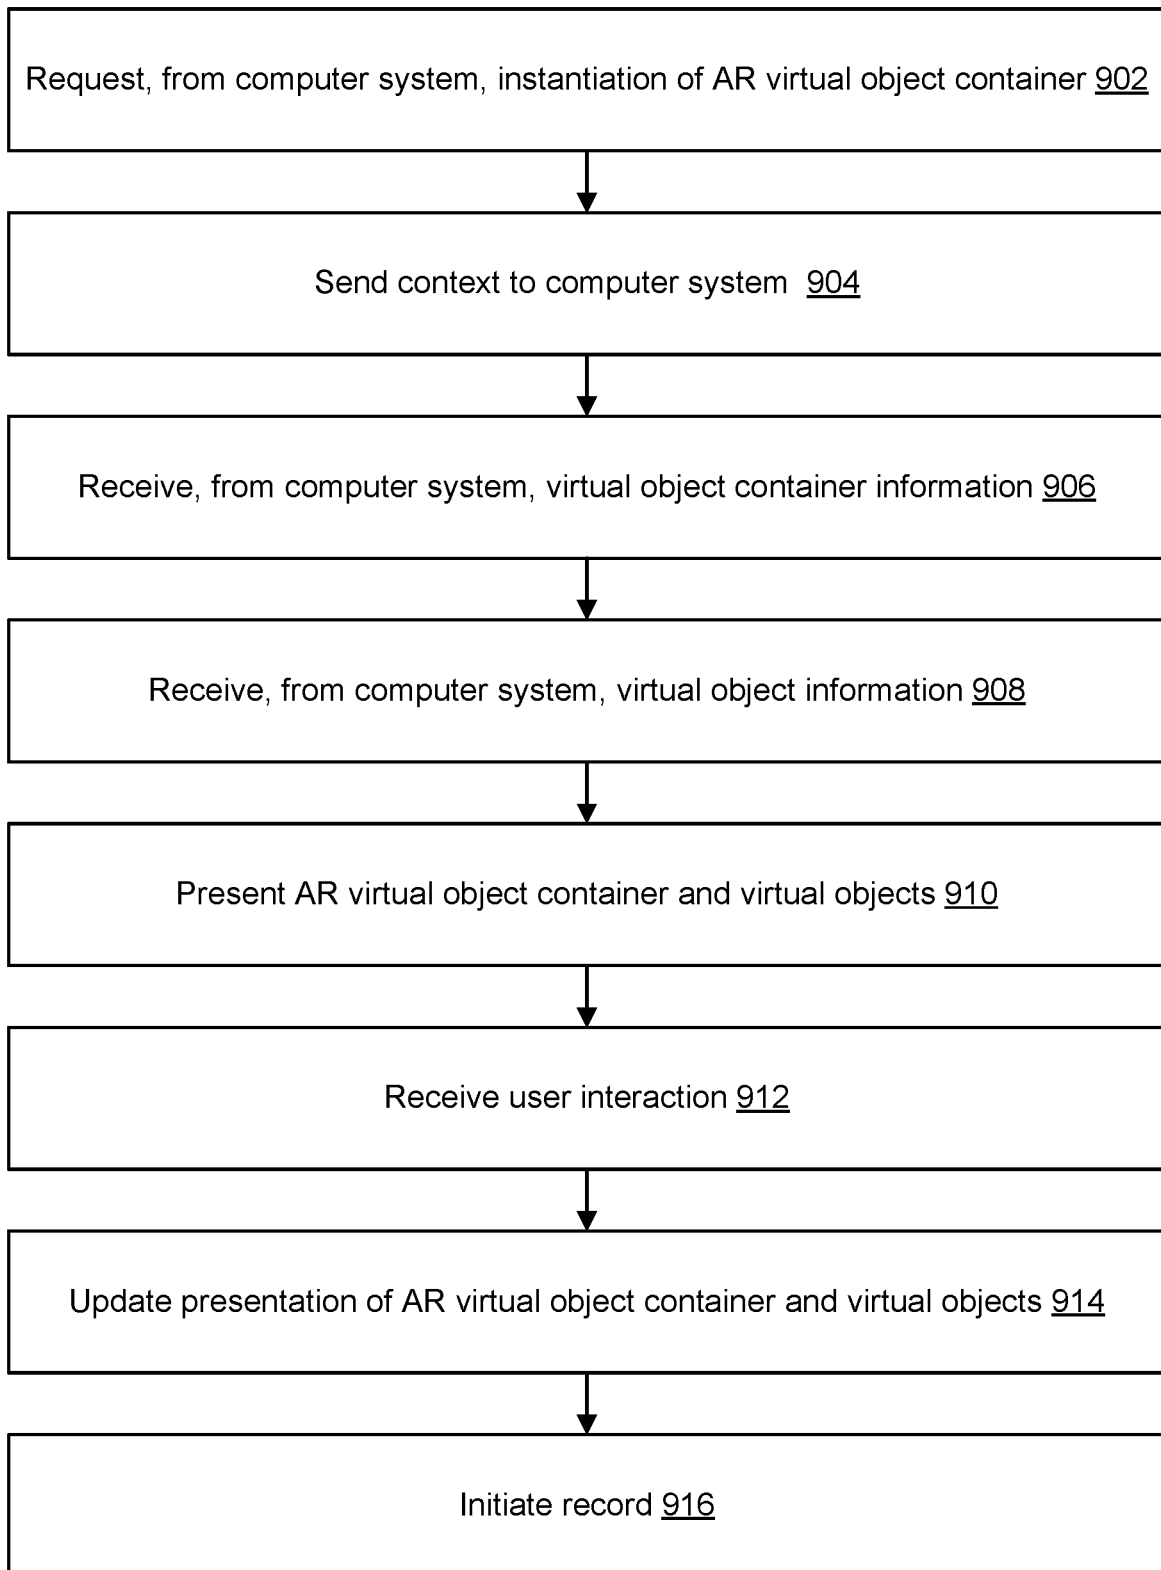 Request, from computer system, instantiation of AR virtual object container 902
Send context to computer system 904
Receive, from computer system, virtual object container information 906
Receive, from computer system, virtual object information 908
Present AR virtual object container and virtual objects 910
Receive user interaction 912
Update presentation of AR virtual object container and virtual objects 914
Initiate record 916